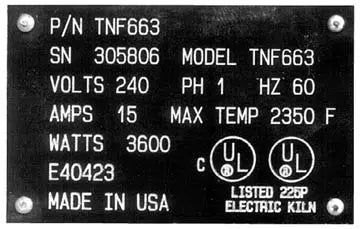 P/N TNF663
SN 305806 MODEL TNF663
VOLTS 240 PH 1 HZ 60
AMPS 15 MAX TEMP 2350 F
WATTS 3600
E40423
C UL ® UL ®
LISTED 225P
MADE IN USA ELECTRIC KILN